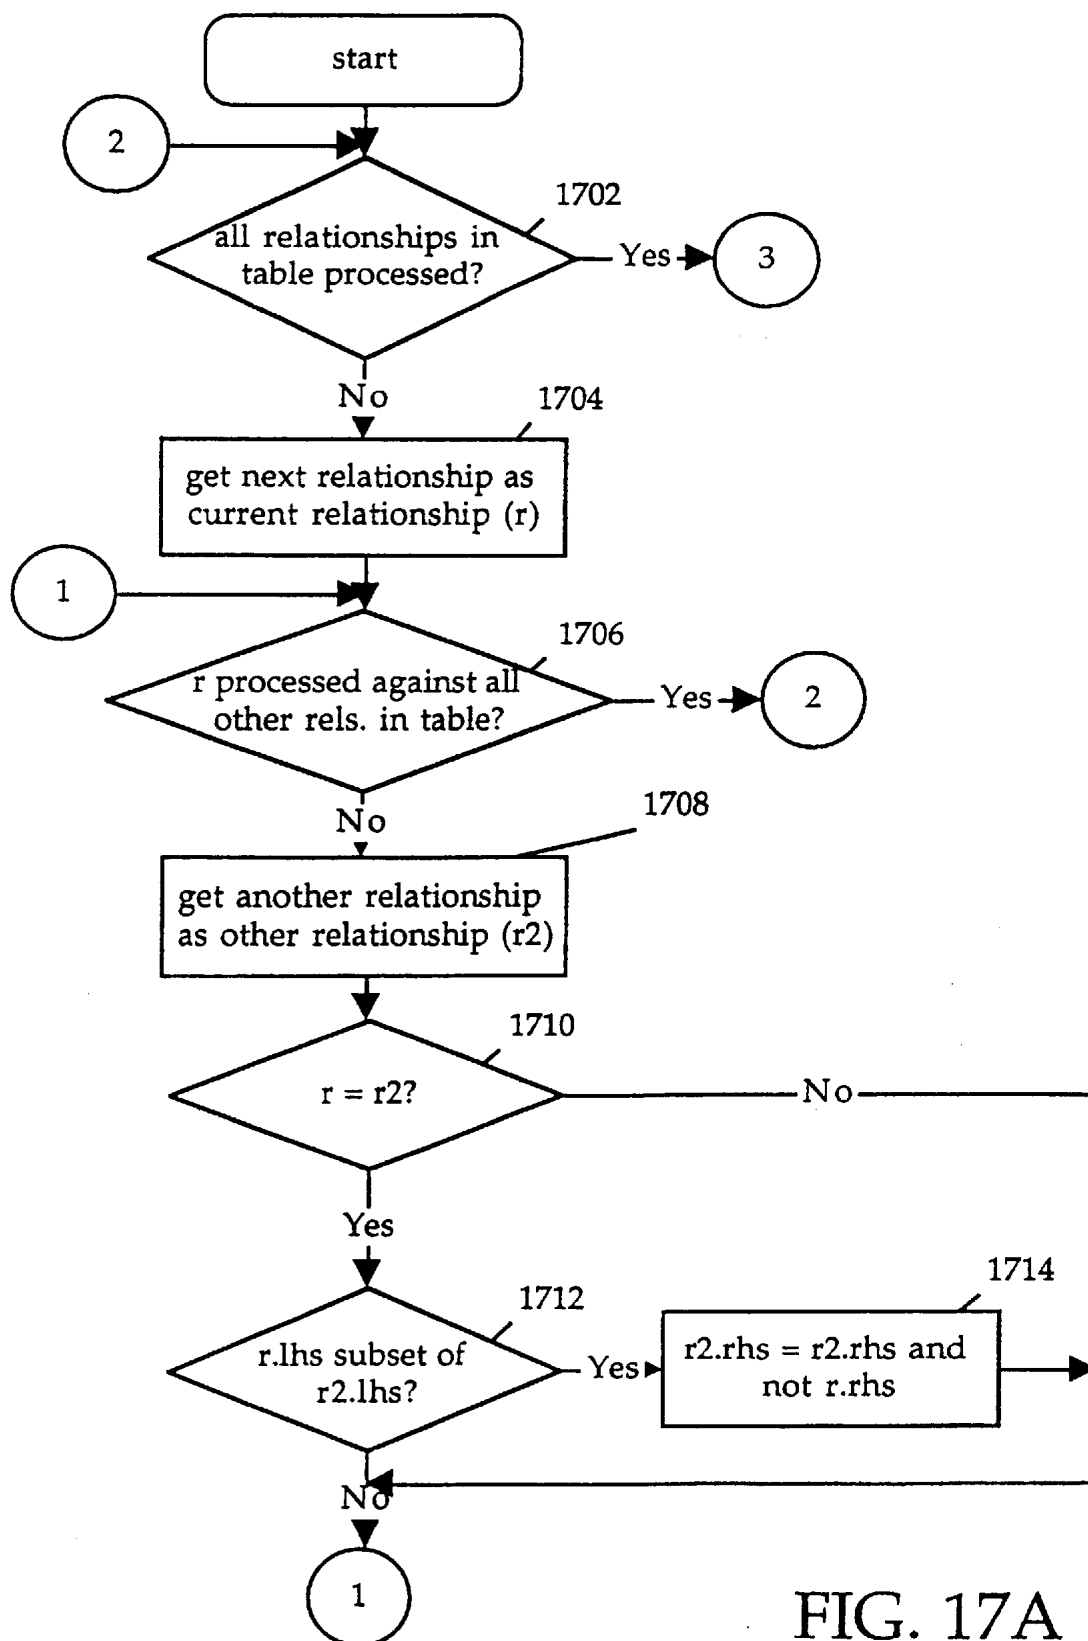 start
2
1702
all relationships in
table processed?
Yes
3
No
1704
get next relationship as
current relationship (r)
1
1706
r processed against all
other rels. in table?
Yes
2
No
1708
get another relationship
as other relationship (r2)
1710
r = r2?
No
Yes
1712
r.lhs subset of
r2.lhs?
Yes
1714
r2.rhs = r2.rhs and
not r.rhs
No
1
FIG. 17A